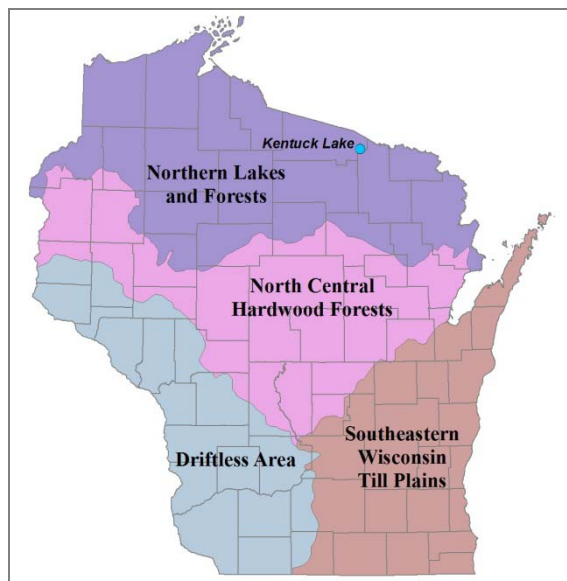 Kentuck Lake
Northern Lakes
and Forests
North Central
Hardwood Forests
Southeastern
Wisconsin
Till Plains
Driftless Area